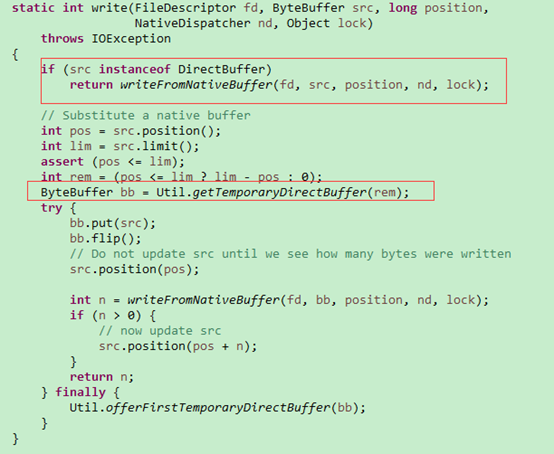 static int write(FileDescriptor fd, ByteBuffer src, long position,
NativeDispatcher nd, Object lock)
throws IOException
{
if (src instanceof DirectBuffer)
return writeFromNativeBuffer(fd, src, position, nd, lock);
// Substitute a native buffer
int pos = src.position();
int lim = src.limit();
assert (pos <= lim);
int rem = (pos <= lim ? lim - pos : 0);
ByteBuffer bb = Util.getTemporaryDirectBuffer(rem);
try {
bb.put(src);
bb.flip();
// Do not update src until we see how many bytes were written
src.position(pos);
int n = writeFromNativeBuffer(fd, bb, position, nd, lock);
if (n > 0) {
// now update src
src.position(pos + n);
}
return n;
} finally {
Util.offerFirstTemporaryDirectBuffer(bb);
}
}